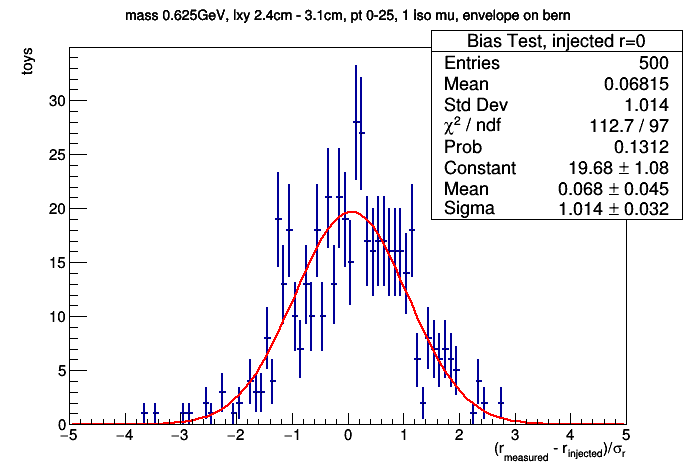 mass 0.625GeV, lxy 2.4cm - 3.1cm, pt 0-25, 1 Iso mu, envelope on bern
toys
Bias Test, injected r=0
Entries 500
Mean 0.06815
Std Dev 1.014
χ² / ndf 112.7 / 97
Prob 0.1312
Constant 19.68 ± 1.08
Mean 0.068 ± 0.045
Sigma 1.014 ± 0.032
30
25
20
15
10
5
0
−5 −4 −3 −2 −1 0 1 2 3 4 5
(r_measured - r_injected)/σ_r